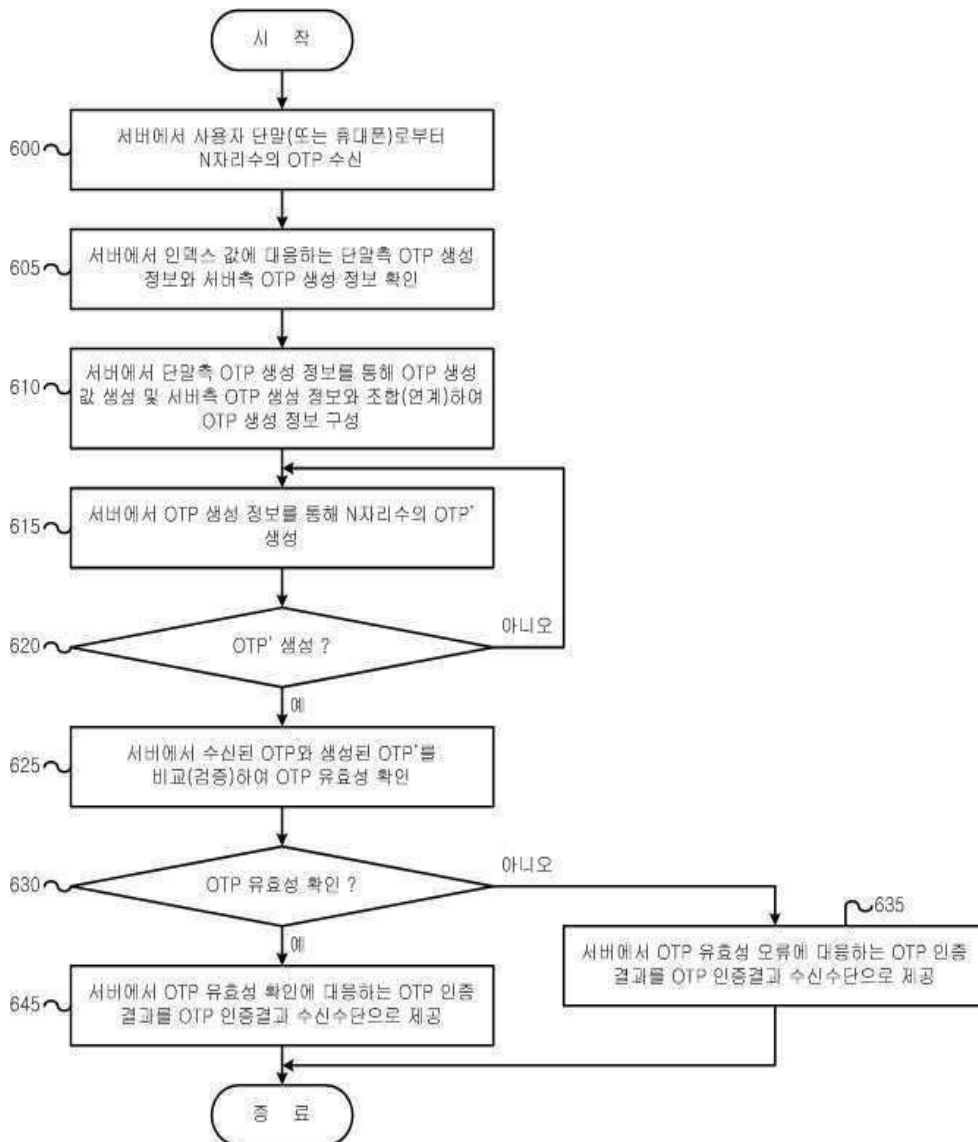 시 작
600
서버에서 사용자 단말(또는 휴대폰)로부터
N자리수의 OTP 수신
605
서버에서 인덱스 값에 대응하는 단말측 OTP 생성
정보와 서버측 OTP 생성 정보 확인
610
서버에서 단말측 OTP 생성 정보를 통해 OTP 생성
값 생성 및 서버측 OTP 생성 정보와 조합(연계)하여
OTP 생성 정보 구성
615
서버에서 OTP 생성 정보를 통해 N자리수의 OTP'
생성
620
OTP' 생성 ?
아니오
예
625
서버에서 수신된 OTP와 생성된 OTP'를
비교(검증)하여 OTP 유효성 확인
630
OTP 유효성 확인 ?
아니오
예
635
서버에서 OTP 유효성 오류에 대응하는 OTP 인증
결과를 OTP 인증결과 수신수단으로 제공
645
서버에서 OTP 유효성 확인에 대응하는 OTP 인증
결과를 OTP 인증결과 수신수단으로 제공
종 료